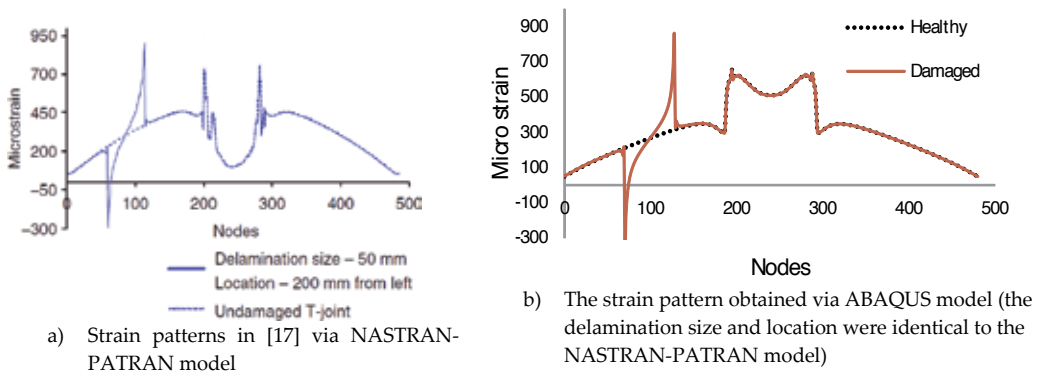 950
700
450
200
−50
−300
Microstrain
0
100
200
300
400
500
Nodes
Delamination size – 50 mm
Location – 200 mm from left
Undamaged T-joint
a) Strain patterns in [17] via NASTRAN-
PATRAN model
900
700
500
300
100
-100
-300
Micro strain
0
100
200
300
400
500
Nodes
Healthy
Damaged
b) The strain pattern obtained via ABAQUS model (the
delamination size and location were identical to the
NASTRAN-PATRAN model)